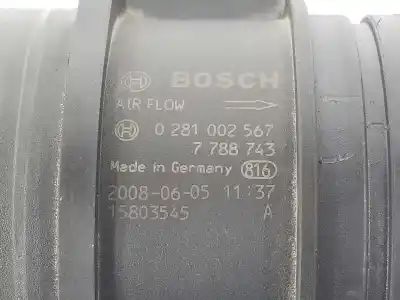 BOSCH
AIR FLOW
0 281 002 567
7 788 743
Made in Germany 816
2008-06-05 11:37
15803545 A